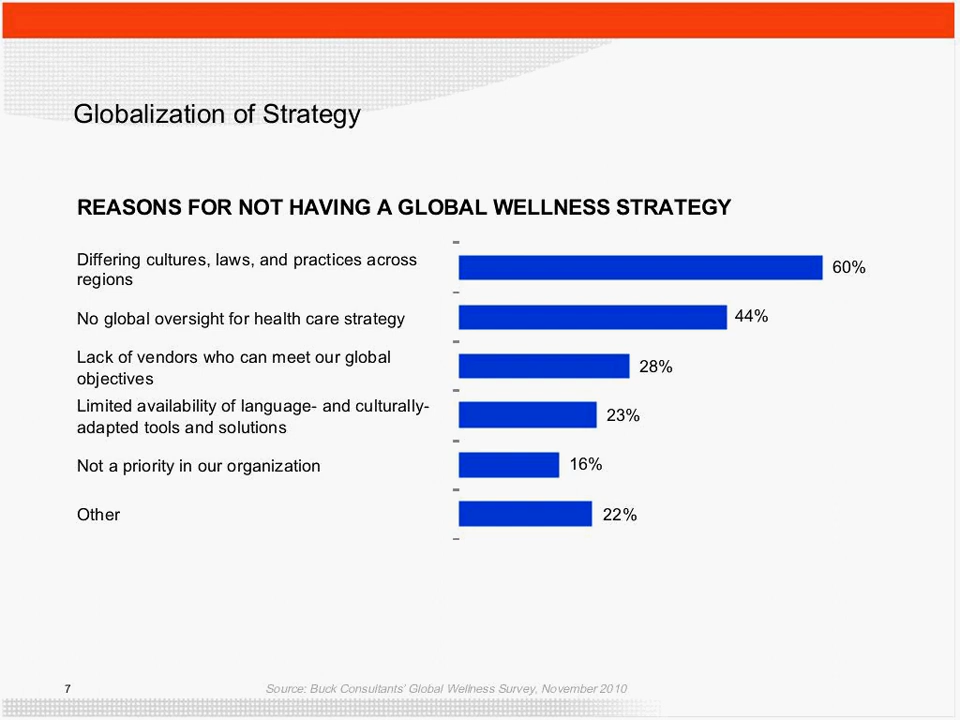 Globalization of Strategy
REASONS FOR NOT HAVING A GLOBAL WELLNESS STRATEGY
Differing cultures, laws, and practices across
regions
60%
No global oversight for health care strategy
44%
Lack of vendors who can meet our global
objectives
28%
Limited availability of language- and culturally-
adapted tools and solutions
23%
Not a priority in our organization
16%
Other
22%
7
Source: Buck Consultants' Global Wellness Survey, November 2010